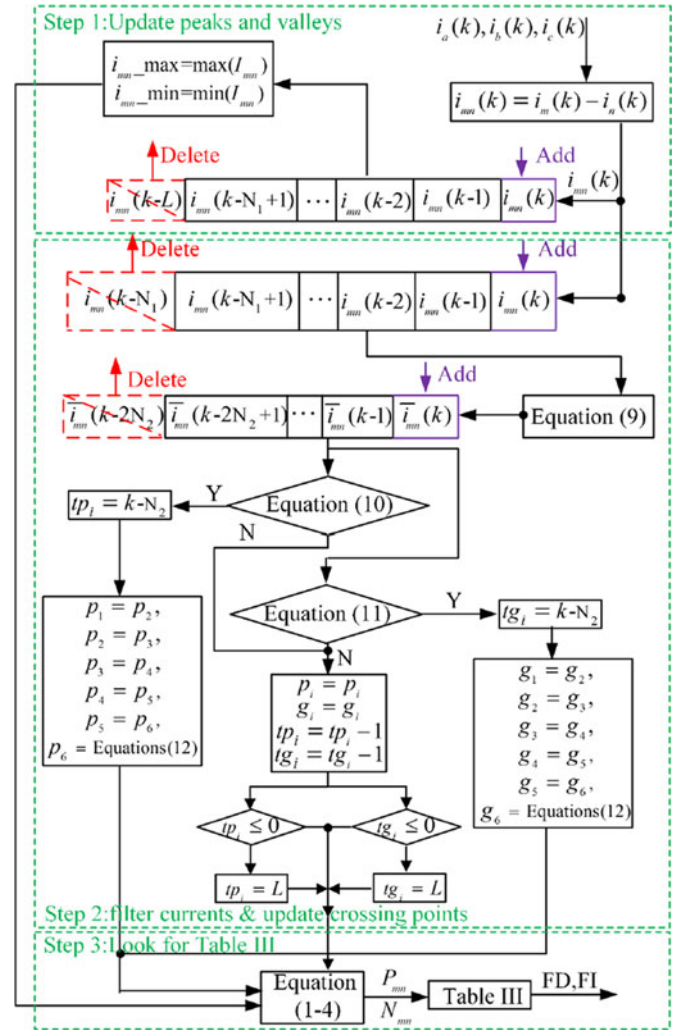 Step 1:Update peaks and valleys
i_a(k), i_b(k), i_c(k)
i_mn_max=max(I_mn)
i_mn_min=min(I_mn)
i_mn(k) = i_m(k) − i_n(k)
Delete
Add
i_mn(k)
i_mn(k-L) i_mn(k-N₁+1) ··· i_mn(k-2) i_mn(k-1) i_mn(k)
Delete
Add
i_mn(k-N₁) i_mn(k-N₁+1) ··· i_mn(k-2) i_mn(k-1) i_mn(k)
Delete
Add
i̅_mn(k-2N₂) i̅_mn(k-2N₂+1) ··· i̅_mn(k-1) i̅_mn(k)
Equation (9)
tp_i = k-N₂
Y
Equation (10)
N
Equation (11)
Y
tg_i = k-N₂
N
p₁ = p₂,
p₂ = p₃,
p₃ = p₄,
p₄ = p₅,
p₅ = p₆,
p₆ = Equations(12)
p_i = p_i
g_i = g_i
tp_i = tp_i − 1
tg_i = tg_i − 1
g₁ = g₂,
g₂ = g₃,
g₃ = g₄,
g₄ = g₅,
g₅ = g₆,
g₆ = Equations(12)
tp_i ≤ 0
tg_i ≤ 0
tp_i = L
tg_i = L
Step 2:filter currents & update crossing points
Step 3:Look for Table III
Equation
(1-4)
P_mn
N_mn
Table III
FD,FI